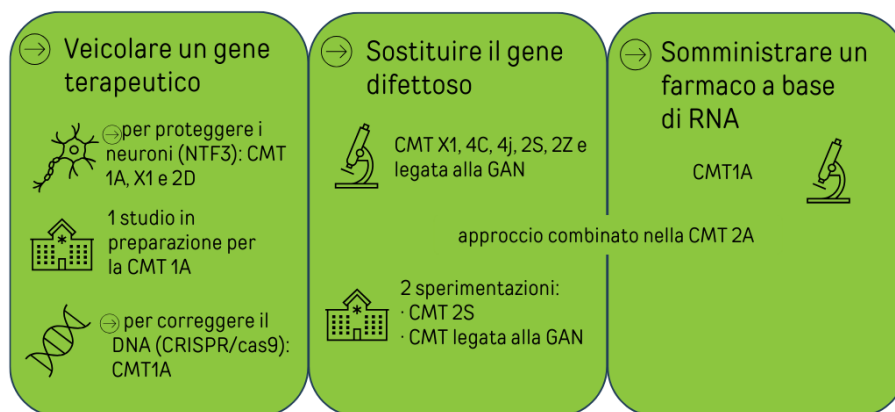 Veicolare un gene
terapeutico
per proteggere i
neuroni (NTF3): CMT
1A, X1 e 2D
1 studio in
preparazione per
la CMT 1A
per correggere il
DNA (CRISPR/cas9):
CMT1A
Sostituire il gene
difettoso
CMT X1, 4C, 4j, 2S, 2Z e
legata alla GAN
approccio combinato nella CMT 2A
2 sperimentazioni:
· CMT 2S
· CMT legata alla GAN
Somministrare un
farmaco a base
di RNA
CMT1A